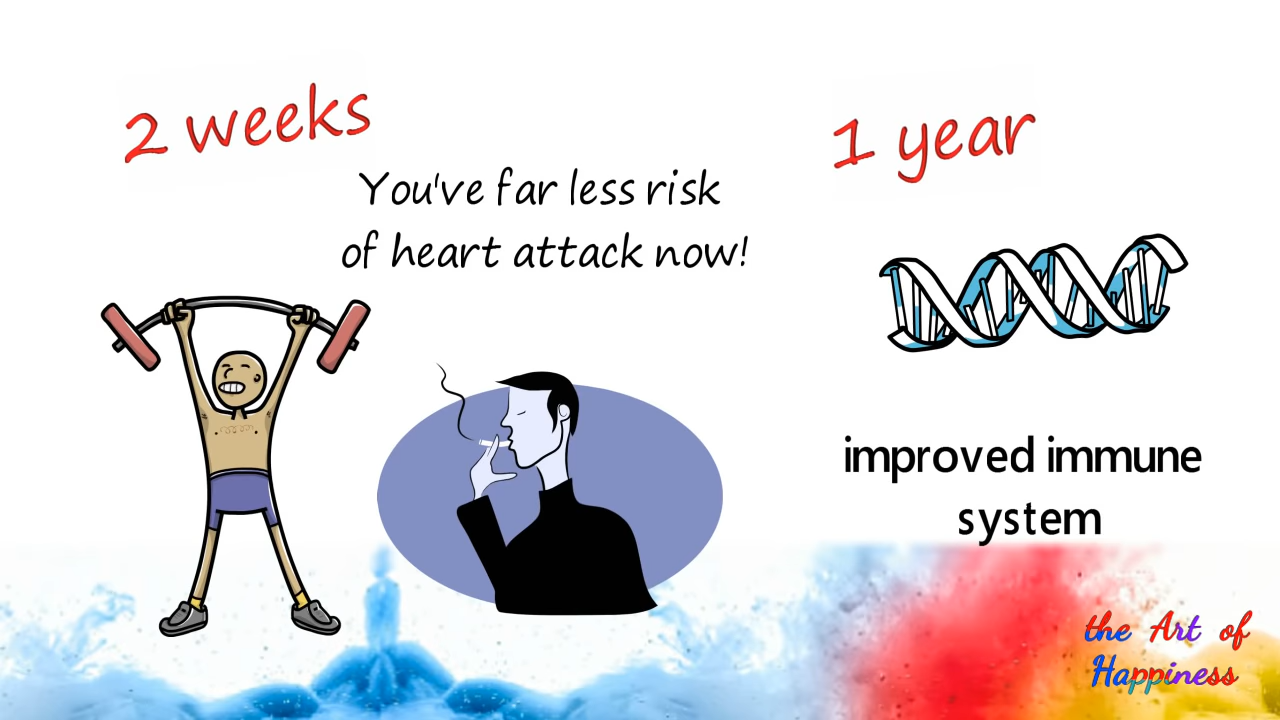 2 weeks
You've far less risk
of heart attack now!
1 year
improved immune
system
the Art of
Happiness